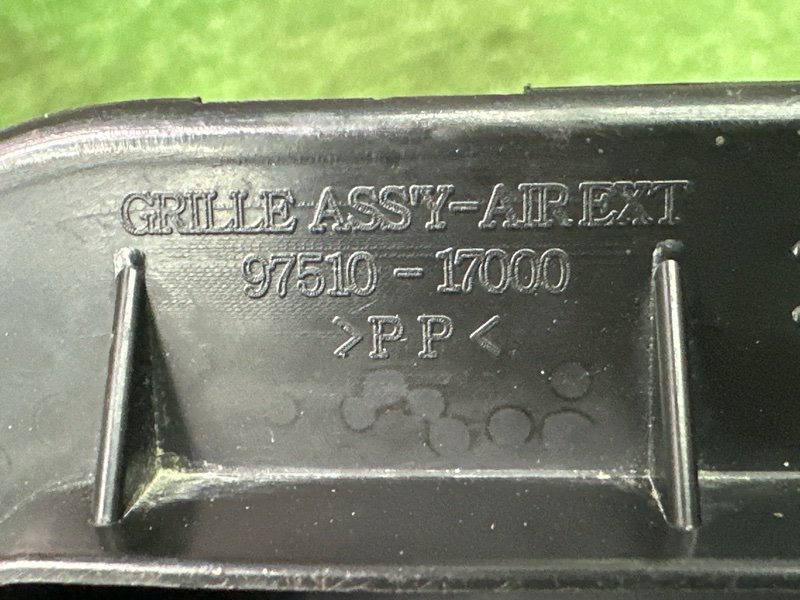 GRILLE ASS'Y-AIR EXT
97510-17000
>PP<